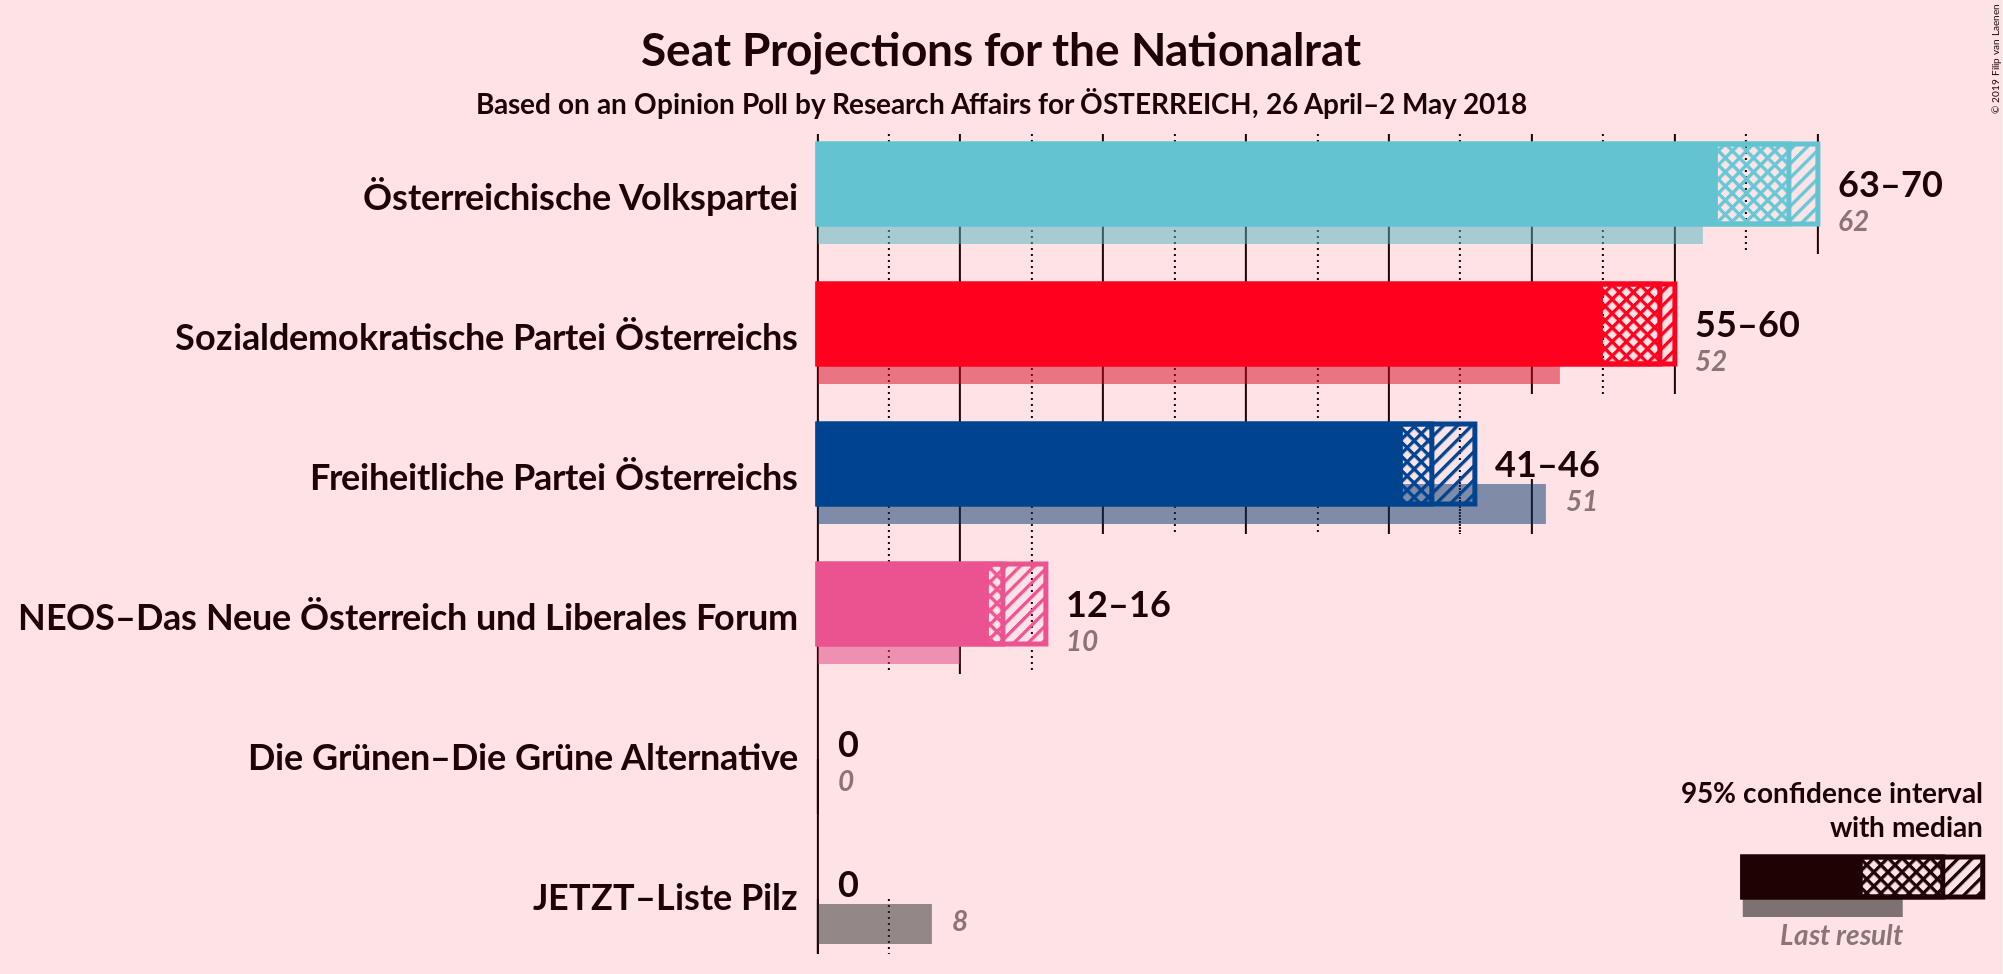 Seat Projections for the Nationalrat
Based on an Opinion Poll by Research Affairs for ÖSTERREICH, 26 April–2 May 2018
© 2019 Filip van Laenen
Österreichische Volkspartei
63–70
62
Sozialdemokratische Partei Österreichs
55–60
52
Freiheitliche Partei Österreichs
41–46
51
NEOS–Das Neue Österreich und Liberales Forum
12–16
10
Die Grünen–Die Grüne Alternative
0
0
JETZT–Liste Pilz
0
8
95% confidence interval
with median
Last result